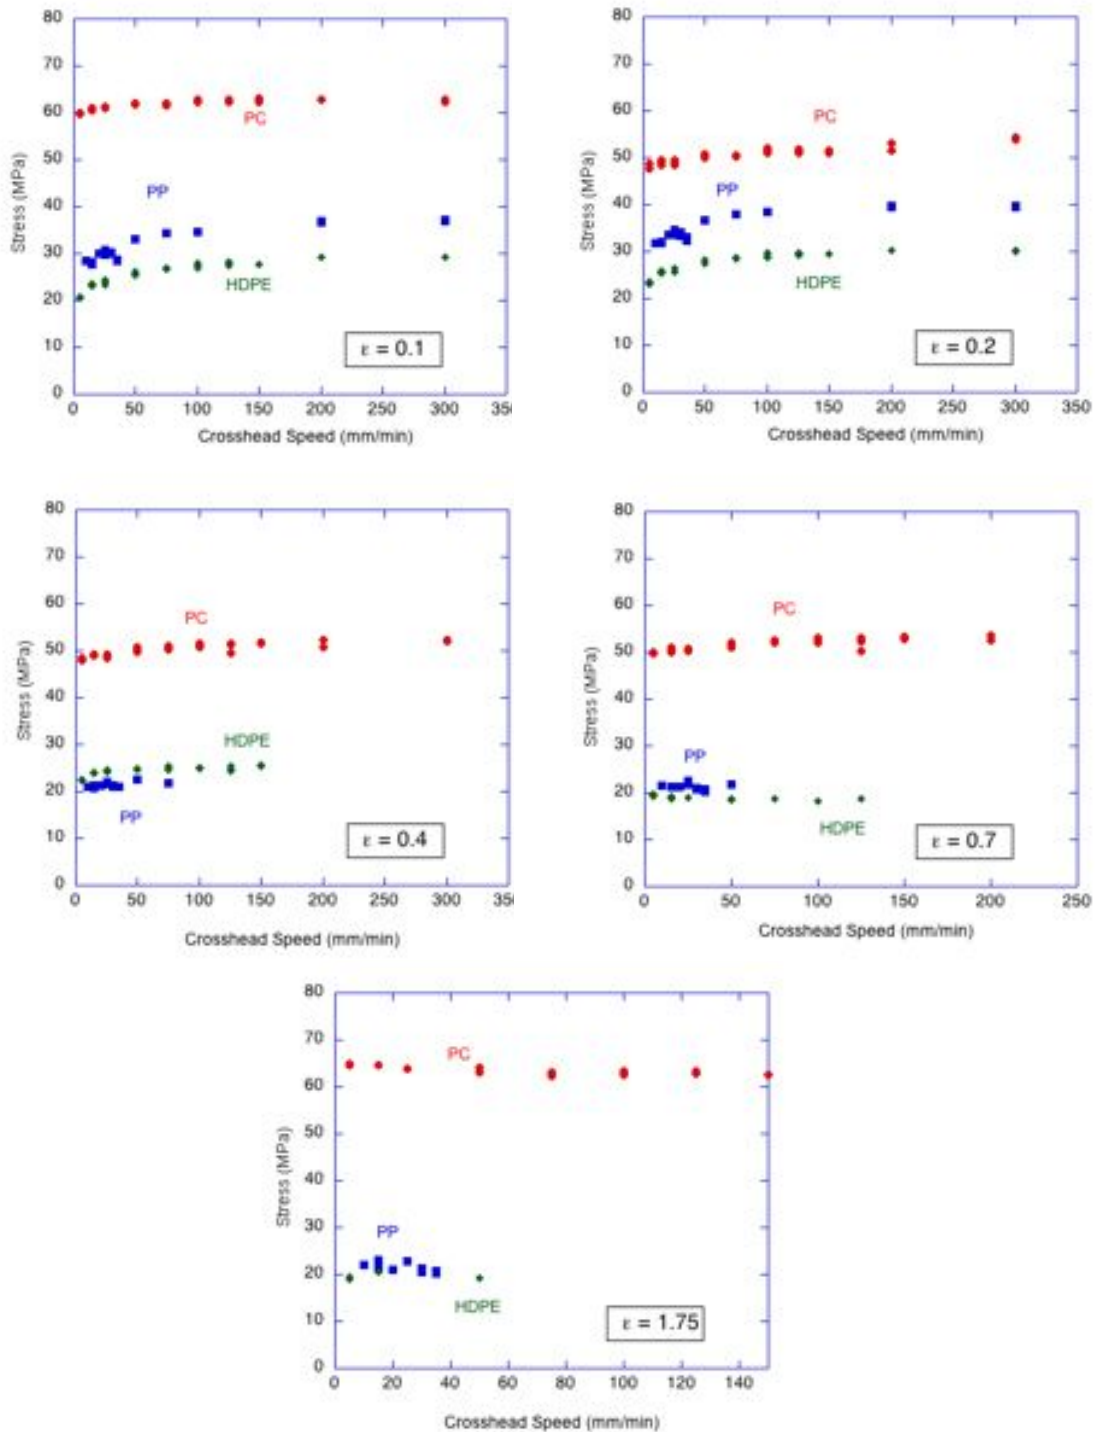 80
70
60
50
40
30
20
10
0
Stress (MPa)
PC
PP
HDPE
ε = 0.1
0 50 100 150 200 250 300 350
Crosshead Speed (mm/min)
80
70
60
50
40
30
20
10
0
Stress (MPa)
PC
PP
HDPE
ε = 0.2
0 50 100 150 200 250 300 350
Crosshead Speed (mm/min)
80
70
60
50
40
30
20
10
0
Stress (MPa)
PC
HDPE
PP
ε = 0.4
0 50 100 150 200 250 300 350
Crosshead Speed (mm/min)
80
70
60
50
40
30
20
10
0
Stress (MPa)
PC
PP
HDPE
ε = 0.7
0 50 100 150 200 250
Crosshead Speed (mm/min)
80
70
60
50
40
30
20
10
0
Stress (MPa)
PC
PP
HDPE
ε = 1.75
0 20 40 60 80 100 120 140
Crosshead Speed (mm/min)